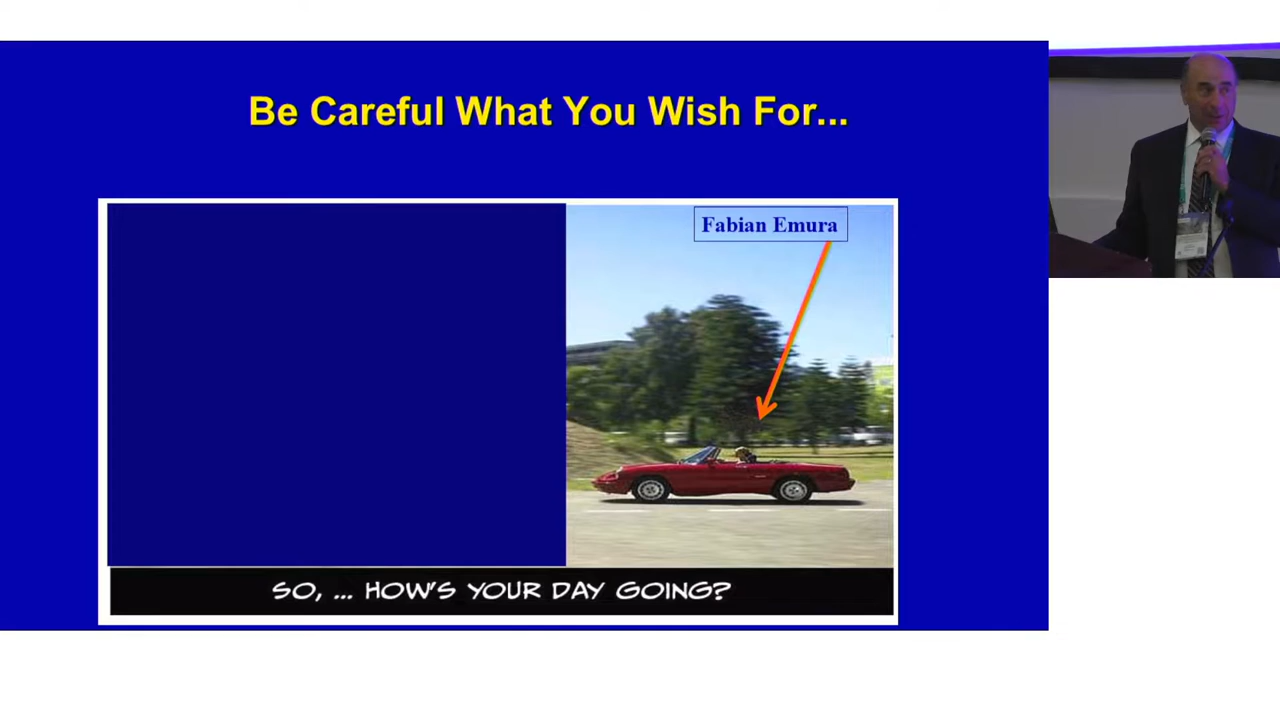 Be Careful What You Wish For...
Fabian Emura
SO, ... HOW'S YOUR DAY GOING?